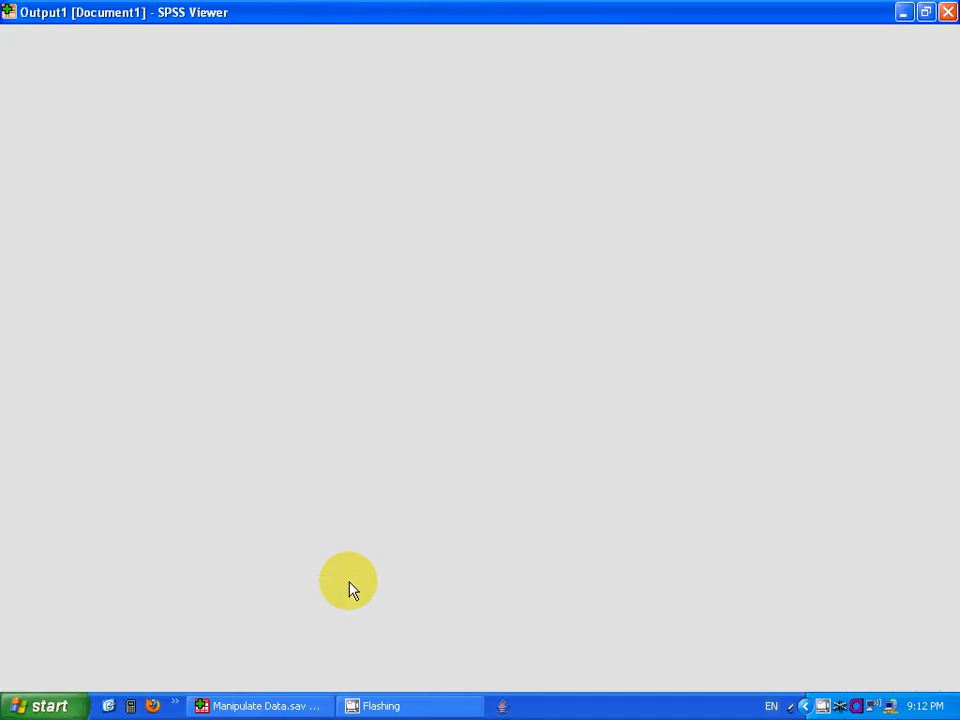 Output1 [Document1] - SPSS Viewer
start
Manipulate Data.sav ...
Flashing
EN
9:12 PM